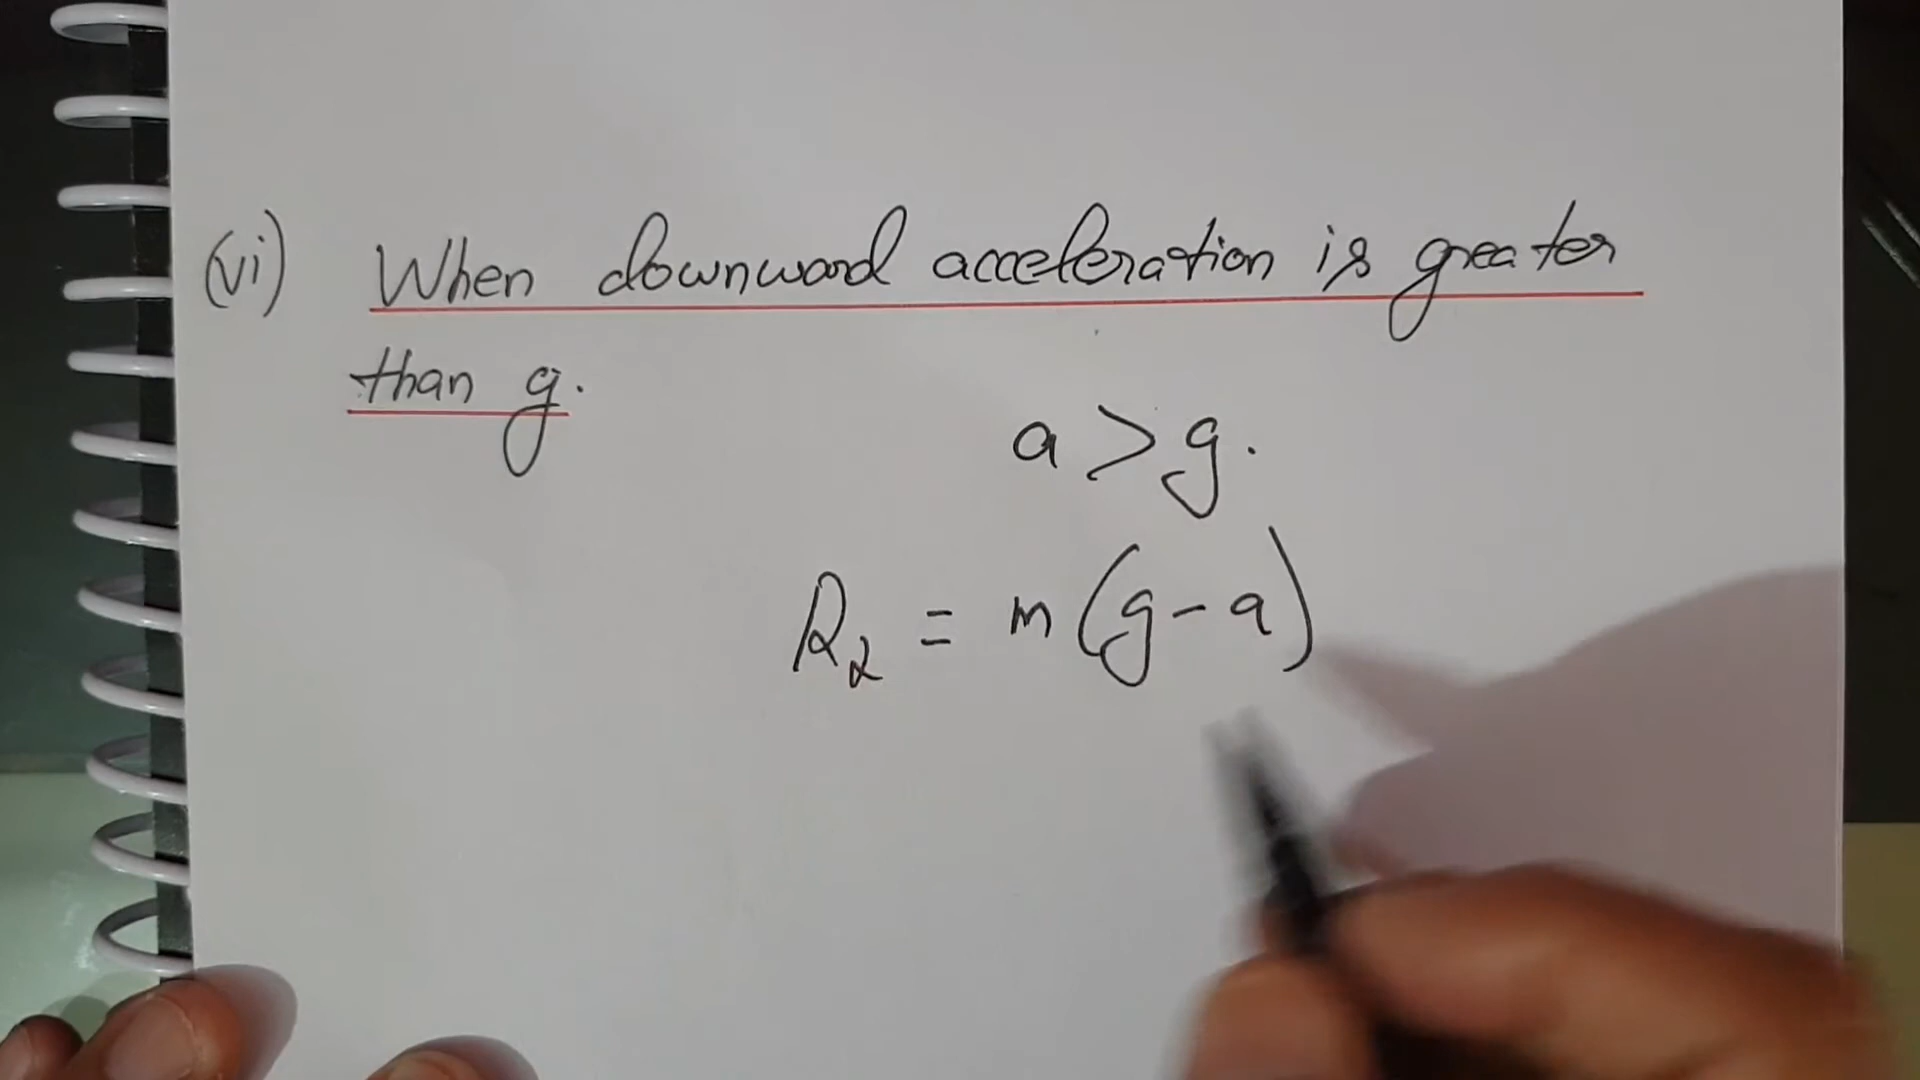 (vi) When downward acceleration is greater
than g.
a > g.
R₂ = m(g-a)